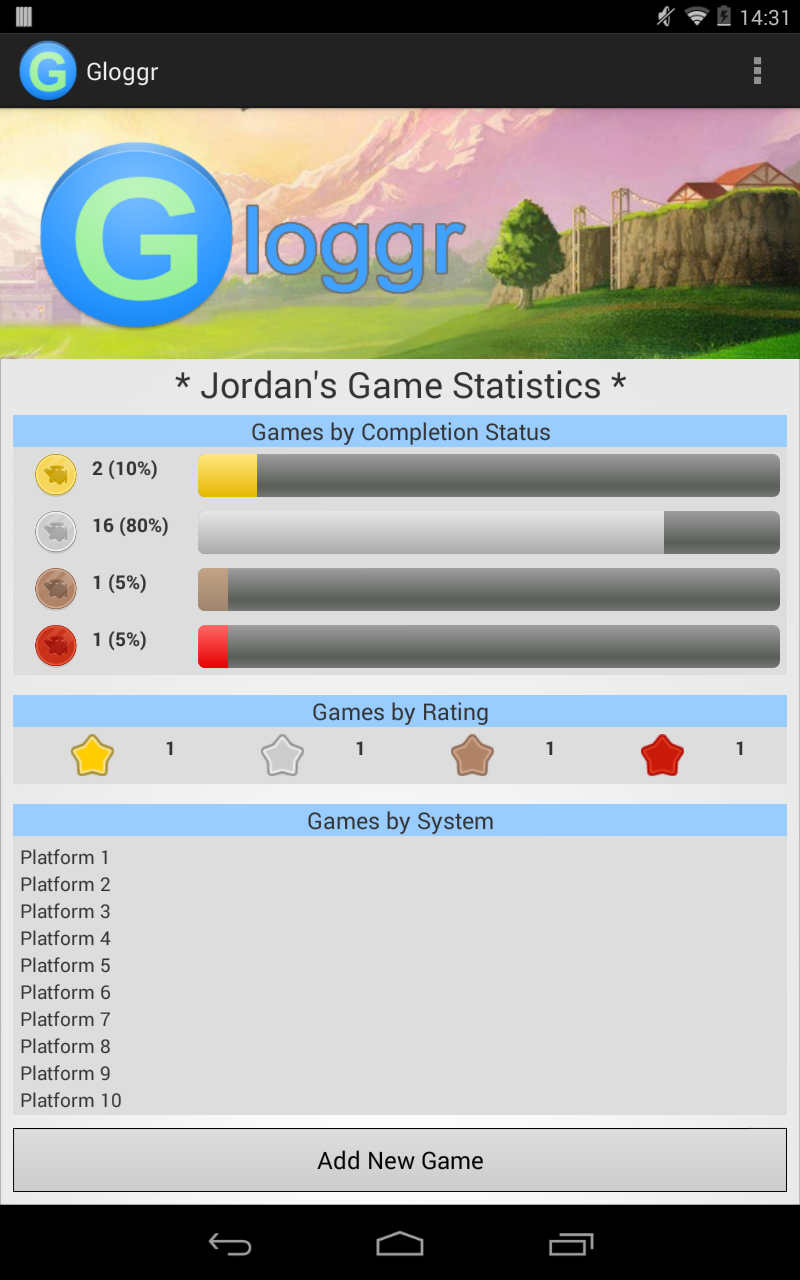 14:31
G Gloggr
Gloggr
* Jordan's Game Statistics *
Games by Completion Status
2 (10%)
16 (80%)
1 (5%)
1 (5%)
Games by Rating
1 1 1 1
Games by System
Platform 1
Platform 2
Platform 3
Platform 4
Platform 5
Platform 6
Platform 7
Platform 8
Platform 9
Platform 10
Add New Game